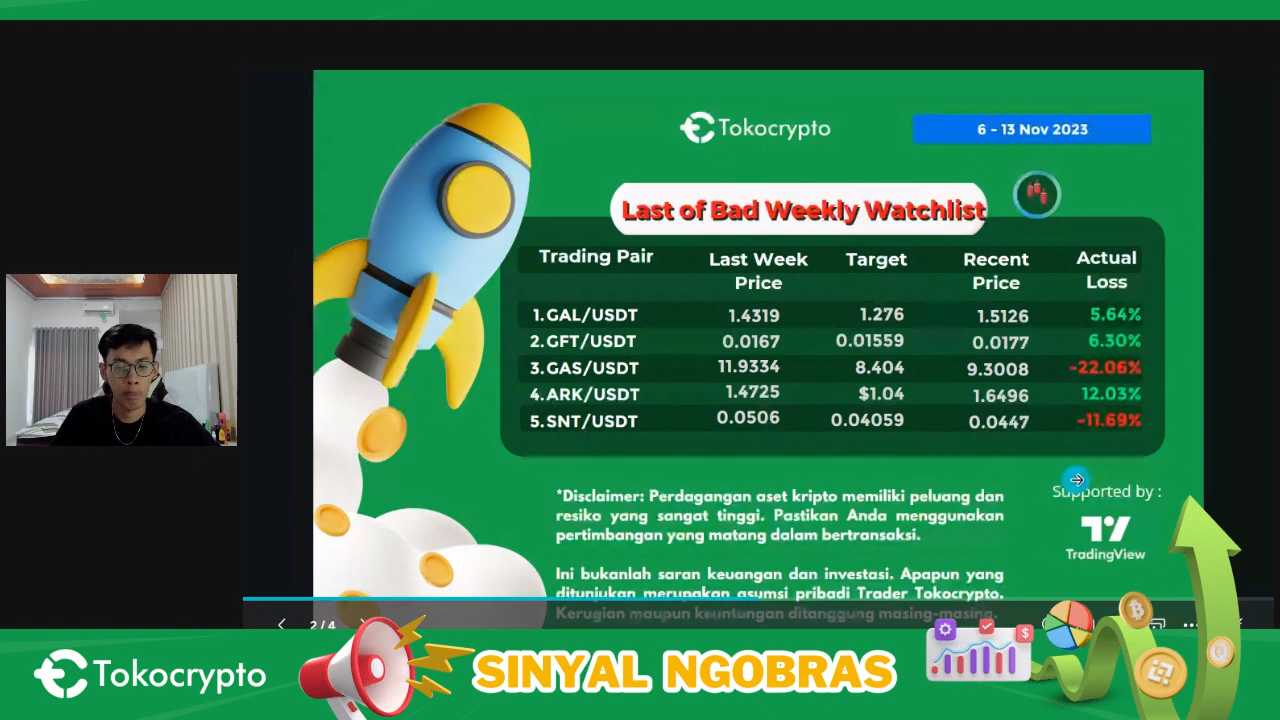 Tokocrypto
6 - 13 Nov 2023
Last of Bad Weekly Watchlist
Trading Pair Last Week Price Target Recent Price Actual Loss
1.GAL/USDT 1.4319 1.276 1.5126 5.64%
2.GFT/USDT 0.0167 0.01559 0.0177 6.30%
3.GAS/USDT 11.9334 8.404 9.3008 -22.06%
4.ARK/USDT 1.4725 $1.04 1.6496 12.03%
5.SNT/USDT 0.0506 0.04059 0.0447 -11.69%
*Disclaimer: Perdagangan aset kripto memiliki peluang dan
resiko yang sangat tinggi. Pastikan Anda menggunakan
pertimbangan yang matang dalam bertransaksi.
Ini bukanlah saran keuangan dan investasi. Apapun yang
ditunjukan merupakan asumsi pribadi Trader Tokocrypto.
Kerugian maupun keuntungan ditanggung masing-masing.
Supported by :
TradingView
2/4
Tokocrypto
SINYAL NGOBRAS